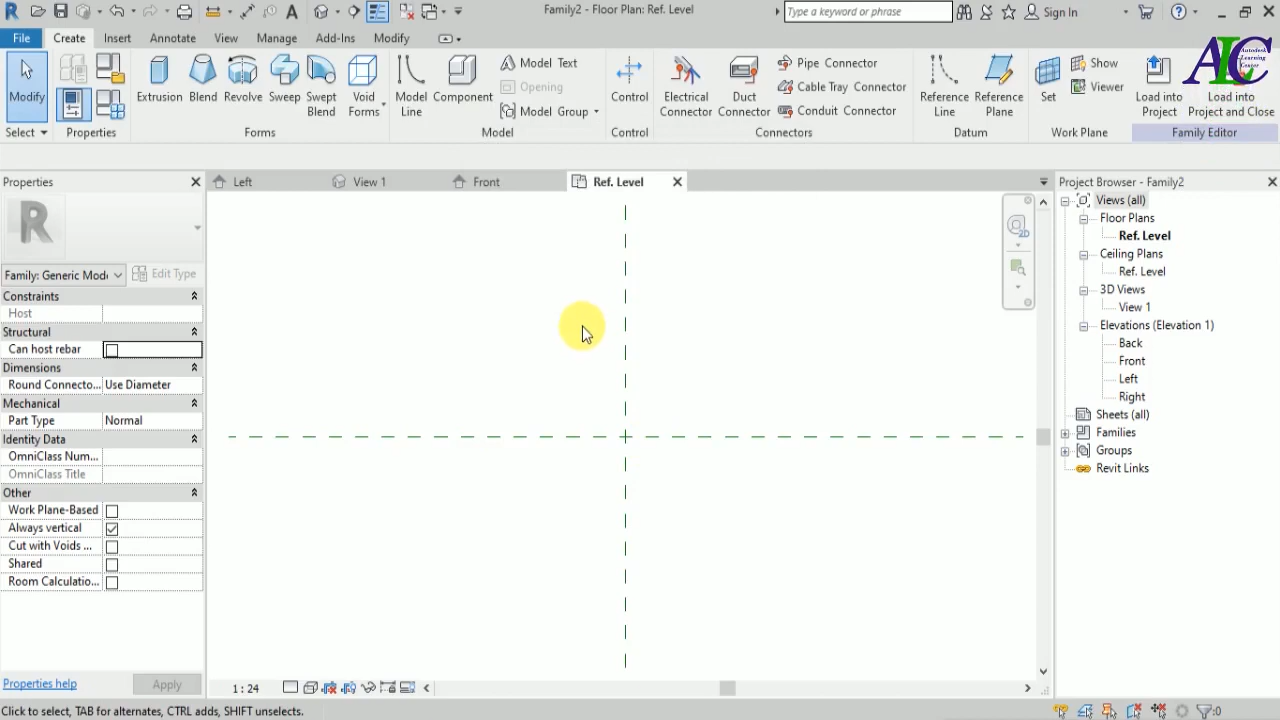 Family2 - Floor Plan: Ref. Level
Type a keyword or phrase
Sign In
File
Create
Insert
Annotate
View
Manage
Add-Ins
Modify
Modify
Select
Properties
Extrusion
Blend
Revolve
Sweep
Swept Blend
Void Forms
Forms
Model Line
Component
Model Text
Opening
Model Group
Model
Control
Control
Electrical Connector
Duct Connector
Pipe Connector
Cable Tray Connector
Conduit Connector
Connectors
Reference Line
Reference Plane
Datum
Set
Show
Viewer
Work Plane
Load into Project
Load into Project and Close
Family Editor
ALC
Autodesk
Learning
Center
Properties
Left
View 1
Front
Ref. Level
Project Browser - Family2
Family: Generic Mode
Edit Type
Constraints
Host
Structural
Can host rebar
Dimensions
Round Connecto... Use Diameter
Mechanical
Part Type Normal
Identity Data
OmniClass Num...
OmniClass Title
Other
Work Plane-Based
Always vertical
Cut with Voids ...
Shared
Room Calculatio...
Properties help
Apply
2D
Views (all)
Floor Plans
Ref. Level
Ceiling Plans
Ref. Level
3D Views
View 1
Elevations (Elevation 1)
Back
Front
Left
Right
Sheets (all)
Families
Groups
Revit Links
1 : 24
Click to select, TAB for alternates, CTRL adds, SHIFT unselects.
:0